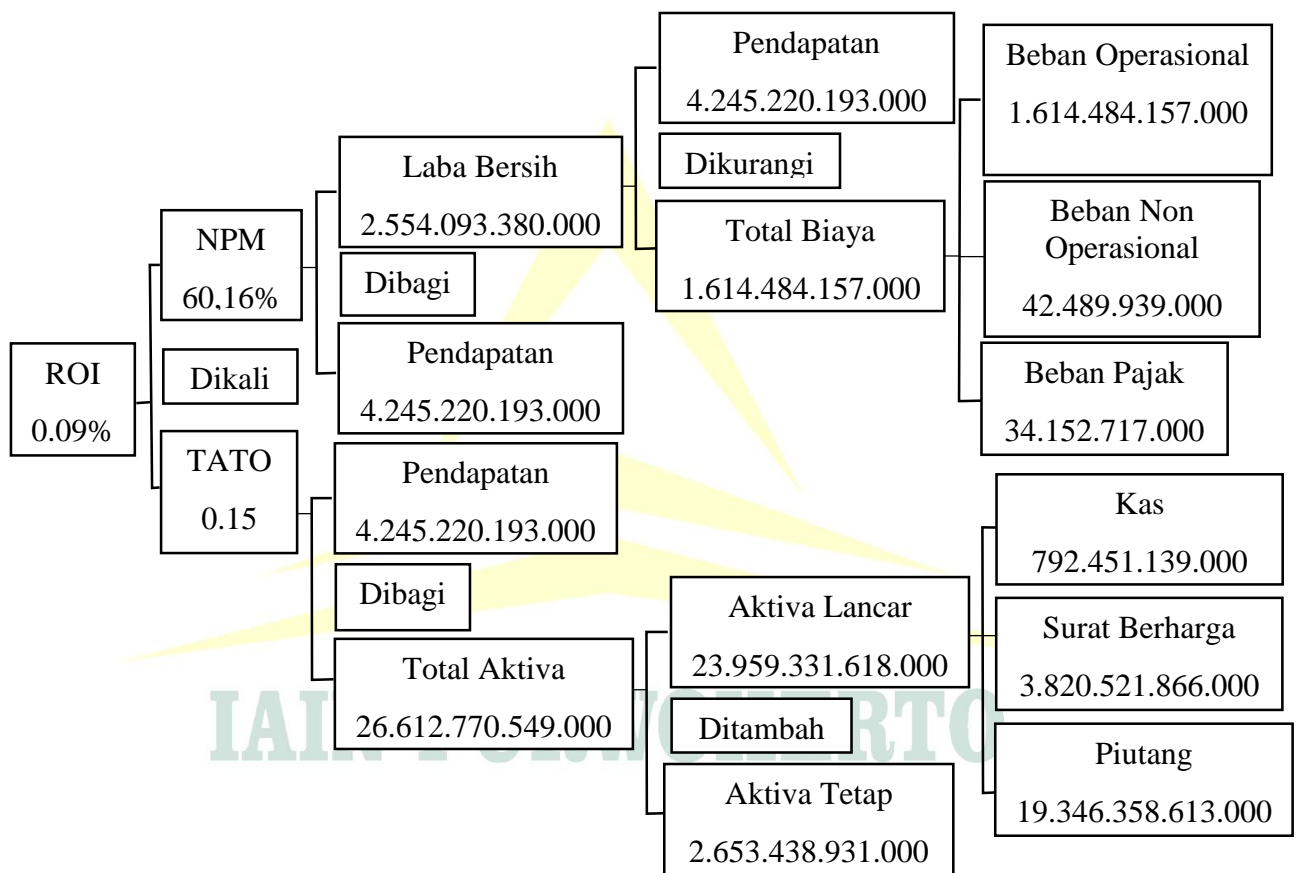 ROI
0.09%
NPM
60,16%
Dikali
TATO
0.15
Laba Bersih
2.554.093.380.000
Dibagi
Pendapatan
4.245.220.193.000
Pendapatan
4.245.220.193.000
Dibagi
Total Aktiva
26.612.770.549.000
Pendapatan
4.245.220.193.000
Dikurangi
Total Biaya
1.614.484.157.000
Aktiva Lancar
23.959.331.618.000
Ditambah
Aktiva Tetap
2.653.438.931.000
Beban Operasional
1.614.484.157.000
Beban Non
Operasional
42.489.939.000
Beban Pajak
34.152.717.000
Kas
792.451.139.000
Surat Berharga
3.820.521.866.000
Piutang
19.346.358.613.000
IAIN PURWOKERTO